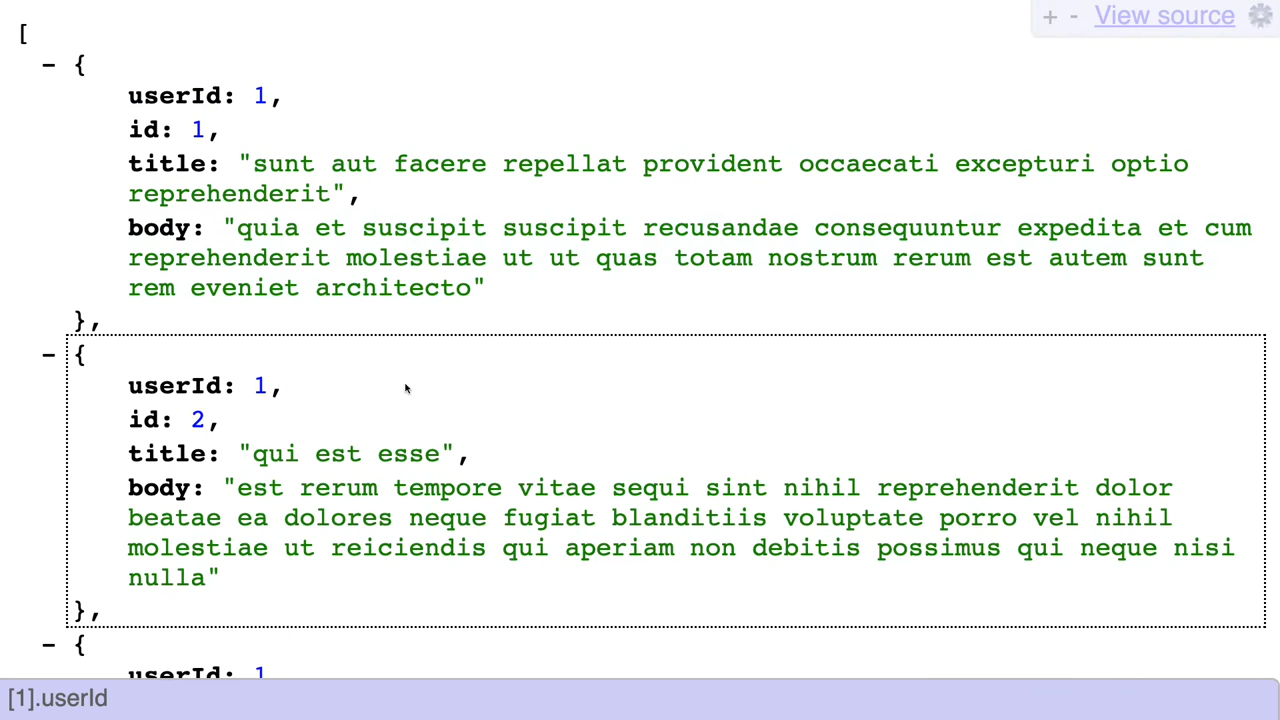 + - View source
[
- {
userId: 1,
id: 1,
title: "sunt aut facere repellat provident occaecati excepturi optio
reprehenderit",
body: "quia et suscipit suscipit recusandae consequuntur expedita et cum
reprehenderit molestiae ut ut quas totam nostrum rerum est autem sunt
rem eveniet architecto"
},
- {
userId: 1,
id: 2,
title: "qui est esse",
body: "est rerum tempore vitae sequi sint nihil reprehenderit dolor
beatae ea dolores neque fugiat blanditiis voluptate porro vel nihil
molestiae ut reiciendis qui aperiam non debitis possimus qui neque nisi
nulla"
},
- {
userId: 1
[1].userId